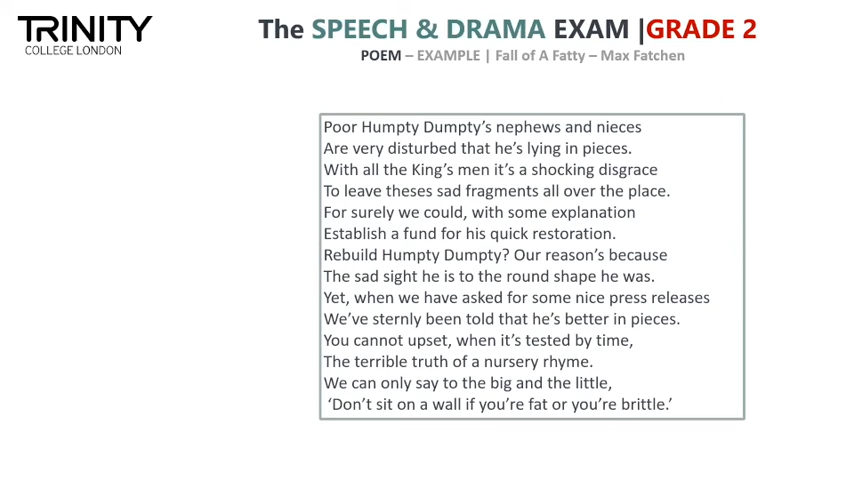 TRINITY
COLLEGE LONDON
The SPEECH & DRAMA EXAM |GRADE 2
POEM – EXAMPLE | Fall of A Fatty – Max Fatchen
Poor Humpty Dumpty’s nephews and nieces
Are very disturbed that he’s lying in pieces.
With all the King’s men it’s a shocking disgrace
To leave theses sad fragments all over the place.
For surely we could, with some explanation
Establish a fund for his quick restoration.
Rebuild Humpty Dumpty? Our reason’s because
The sad sight he is to the round shape he was.
Yet, when we have asked for some nice press releases
We’ve sternly been told that he’s better in pieces.
You cannot upset, when it’s tested by time,
The terrible truth of a nursery rhyme.
We can only say to the big and the little,
‘Don’t sit on a wall if you’re fat or you’re brittle.’